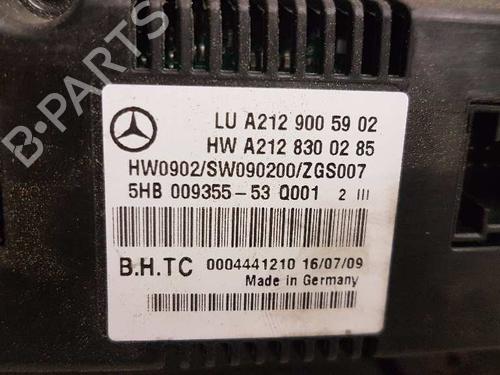 LU A212 900 59 02
HW A212 830 02 85
HW0902/SW090200/ZGS007
5HB 009355-53 Q001 2 III
B.H.TC 0004441210 16/07/09
Made in Germany
B-PARTS